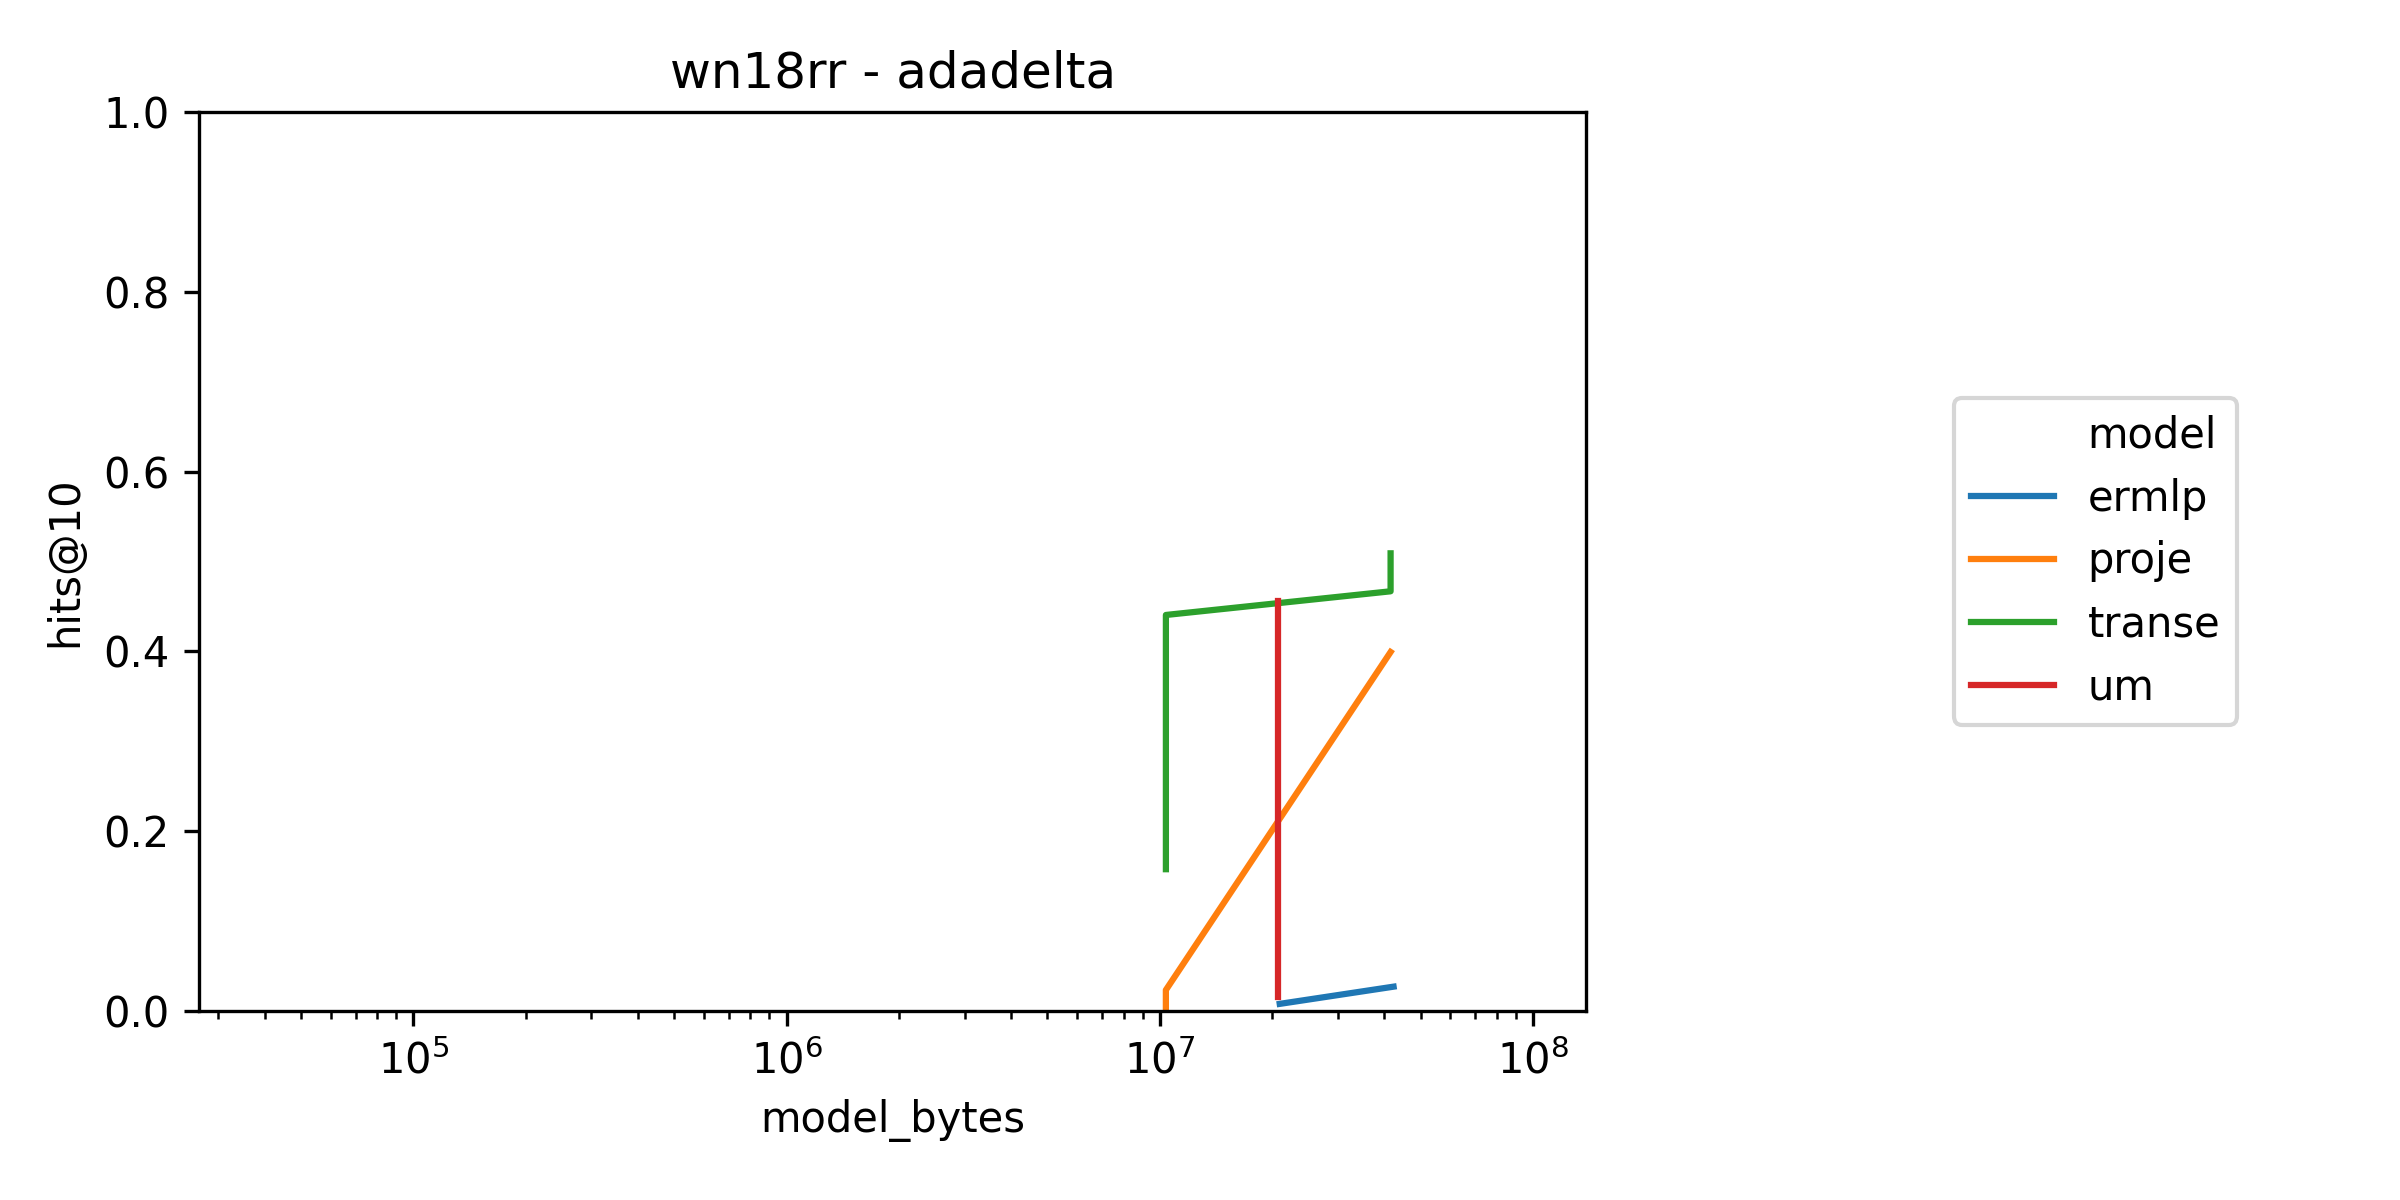 wn18rr - adadelta
1.0
0.8
0.6
0.4
0.2
0.0
hits@10
10⁵ 10⁶ 10⁷ 10⁸
model_bytes
model
ermlp
proje
transe
um